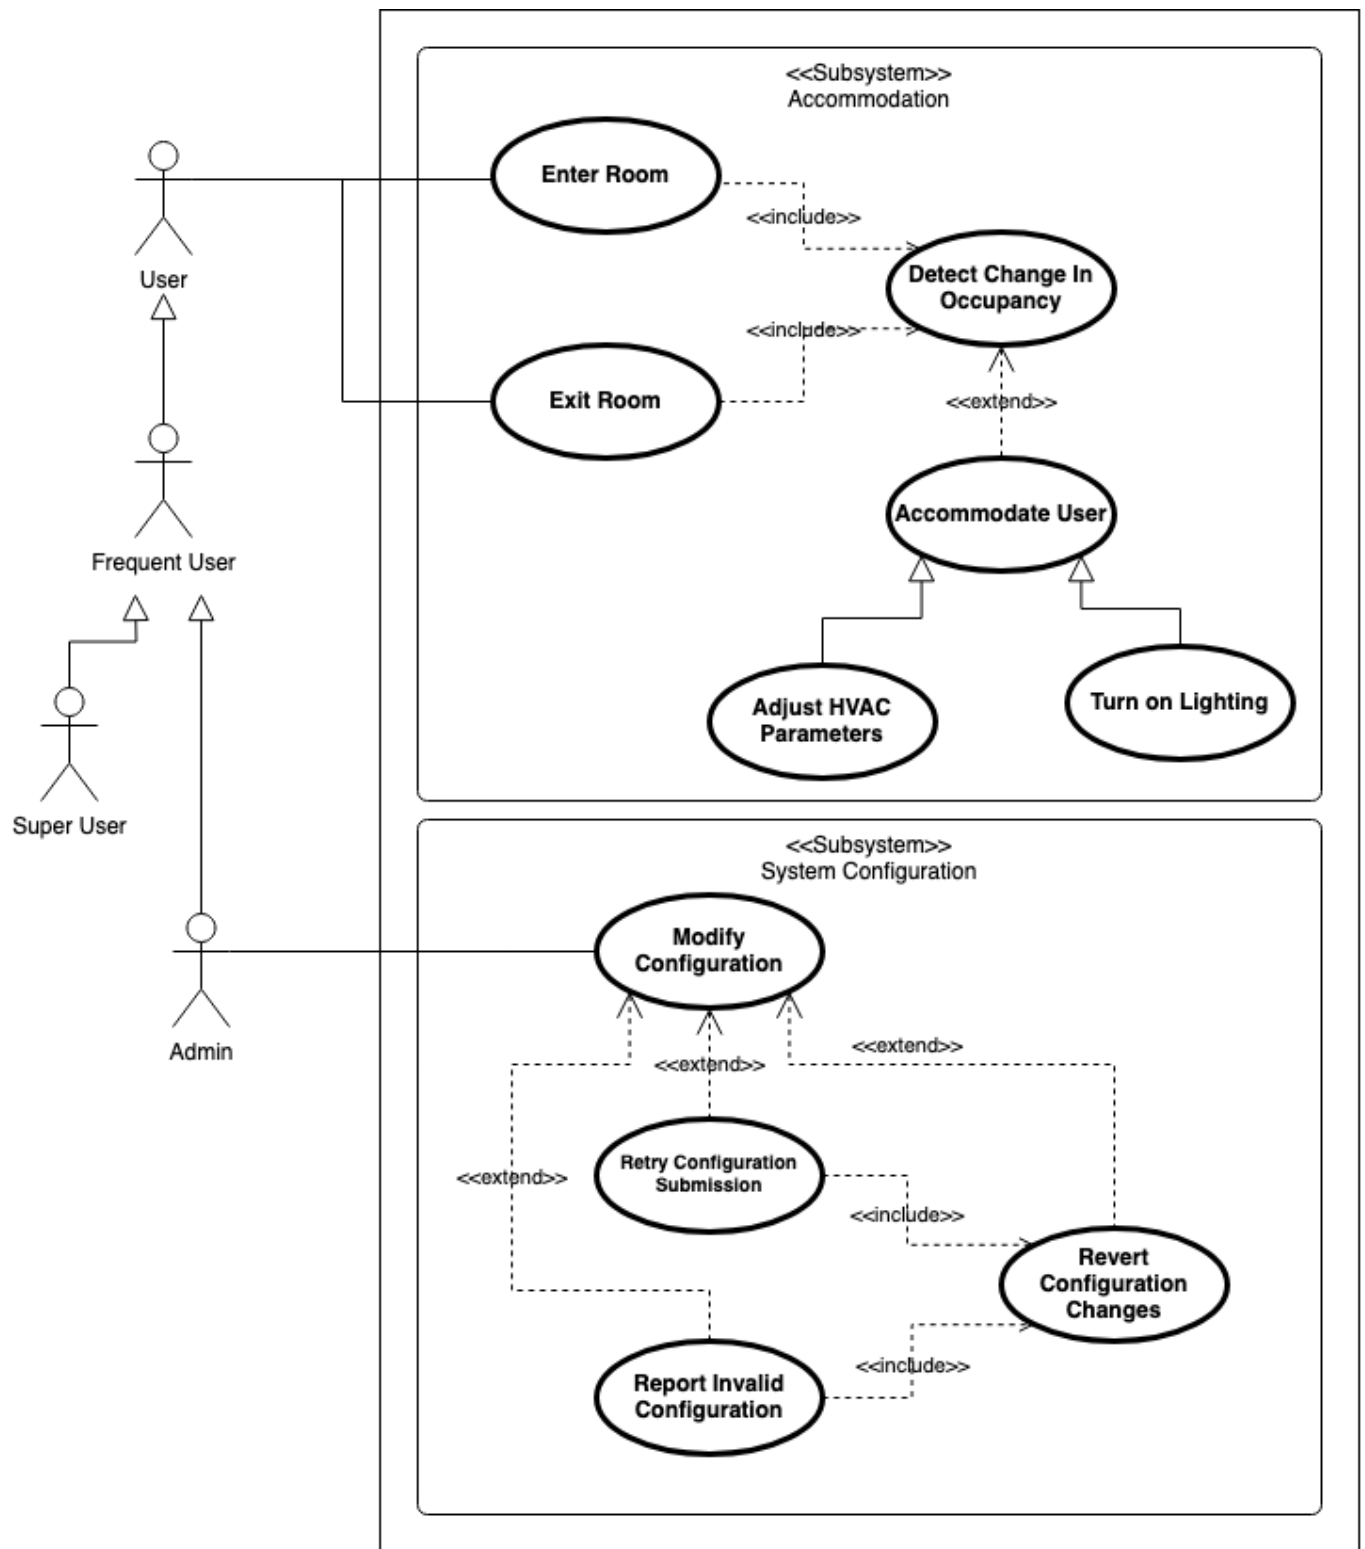 <<Subsystem>>
Accommodation
Enter Room
<<include>>
Detect Change In
Occupancy
User
<<include>>
Exit Room
<<extend>>
Accommodate User
Frequent User
Adjust HVAC
Parameters
Turn on Lighting
Super User
<<Subsystem>>
System Configuration
Modify
Configuration
Admin
<<extend>>
<<extend>>
Retry Configuration
Submission
<<extend>>
<<include>>
Revert
Configuration
Changes
<<include>>
Report Invalid
Configuration